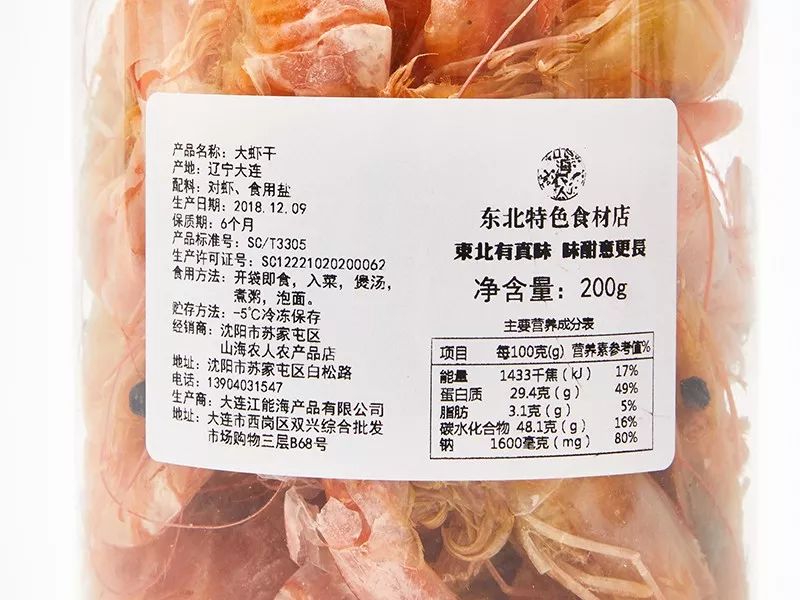 产品名称：大虾干
产地：辽宁大连
配料：对虾、食用盐
生产日期：2018.12.09
保质期：6个月
产品标准号：SC/T3305
生产许可证号：SC12221020200062
食用方法：开袋即食，入菜，煲汤，
煮粥，泡面。
贮存方法：-5℃冷冻保存
经销商：沈阳市苏家屯区
山海农人农产品店
地址：沈阳市苏家屯区白松路
电话：13904031547
生产商：大连江能海产品有限公司
地址：大连市西岗区双兴综合批发
市场购物三层B68号
东北特色食材店
東北有真味 味甜意更長
净含量：200g
主要营养成分表
项目 每100克(g) 营养素参考值%
能量 1433千焦(kJ) 17%
蛋白质 29.4克(g) 49%
脂肪 3.1克(g) 5%
碳水化合物 48.1克(g) 16%
钠 1600毫克(mg) 80%